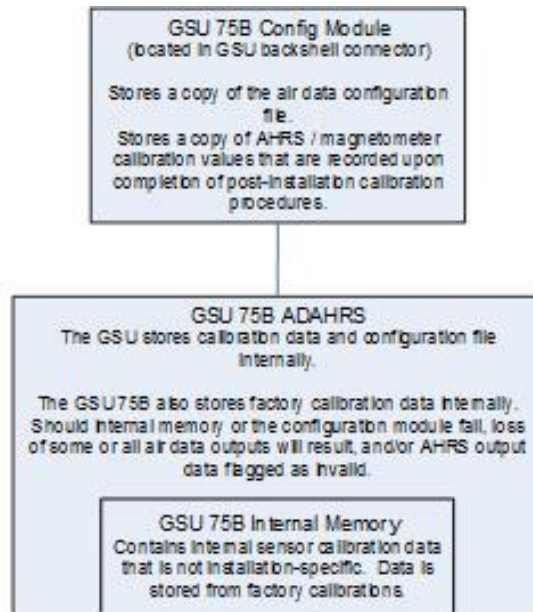 GSU 75B Config Module
(located in GSU backshell connector)
Stores a copy of the air data configuration
file.
Stores a copy of AHRS / magnetometer
calibration values that are recorded upon
completion of post-installation calibration
procedures.
GSU 75B ADAHRS
The GSU stores calibration data and configuration file
internally.
The GSU 75B also stores factory calibration data internally.
Should internal memory or the configuration module fail, loss
of some or all air data outputs will result, and/or AHRS output
data flagged as invalid.
GSU 75B Internal Memory
Contains internal sensor calibration data
that is not installation-specific. Data is
stored from factory calibrations.